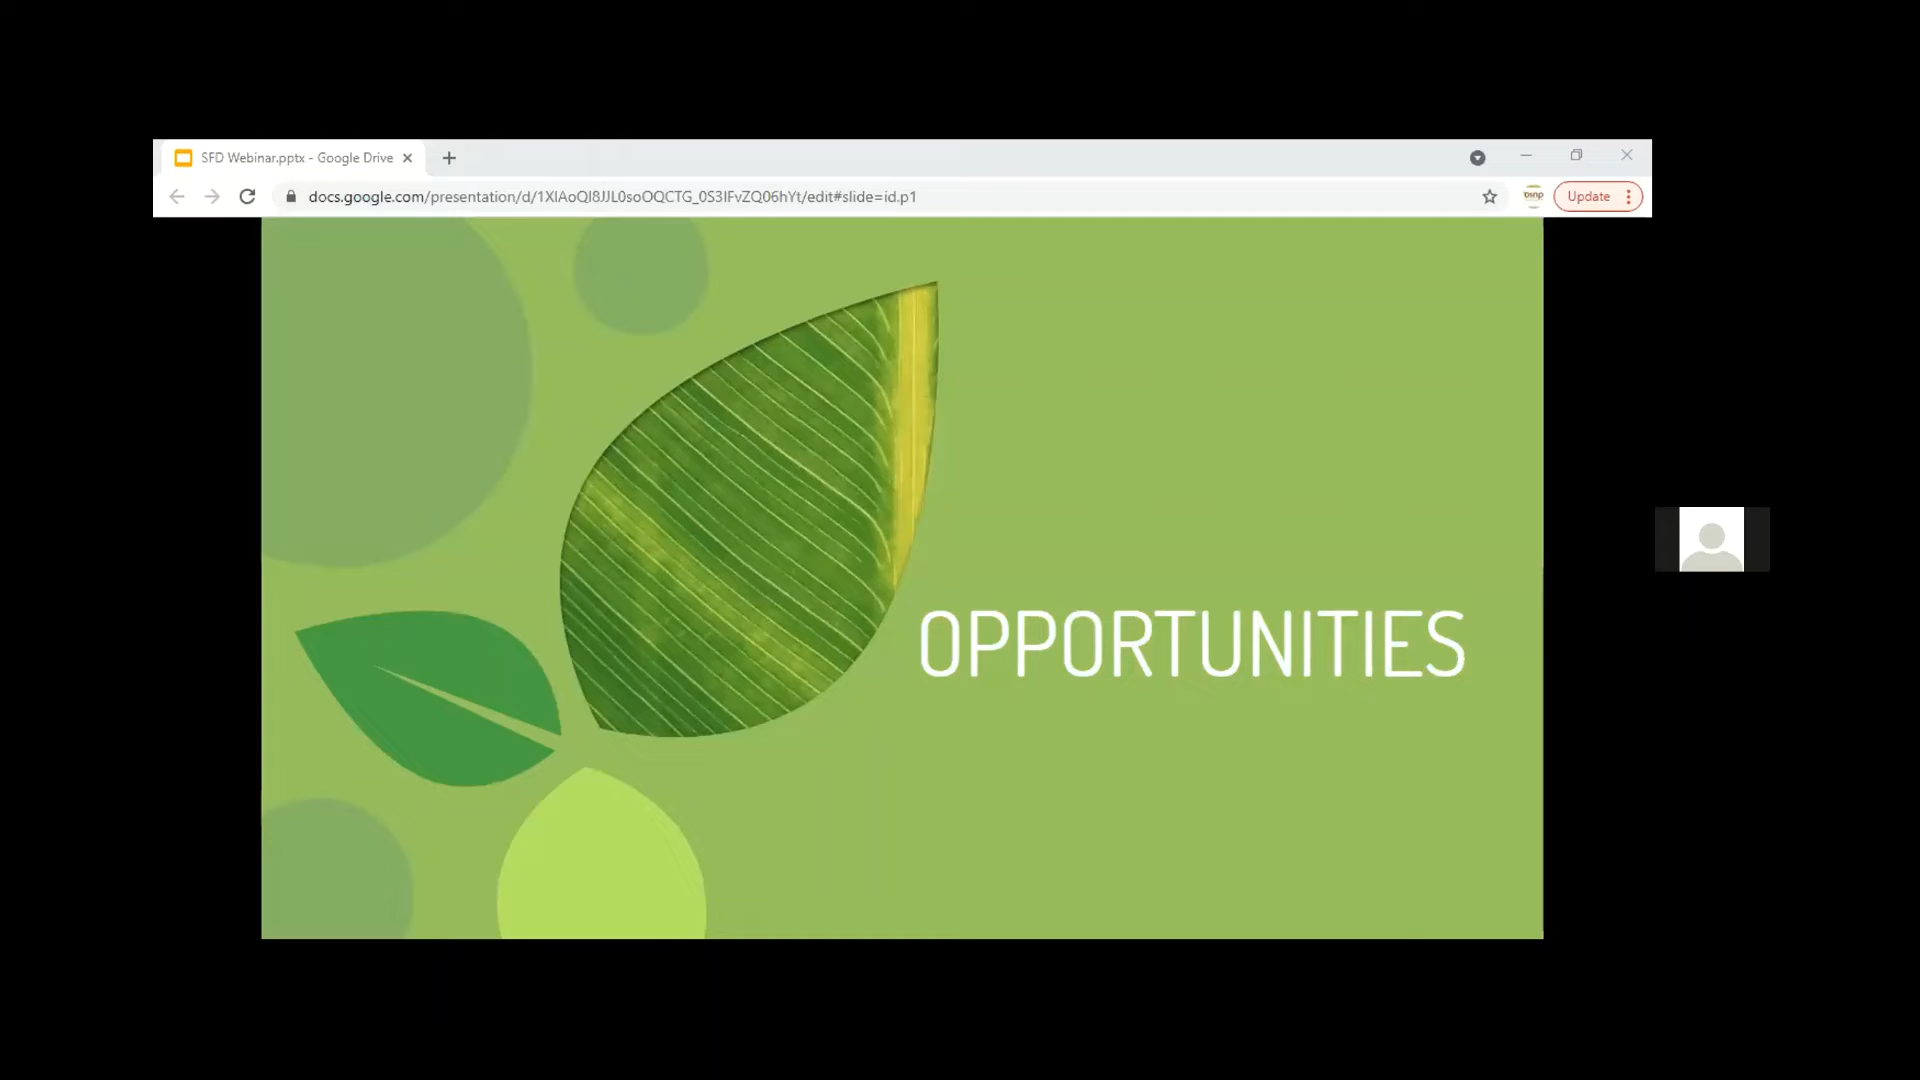 SFD Webinar.pptx - Google Drive
docs.google.com/presentation/d/1XIAoQI8JJL0soOQCTG_0S3IFvZQ06hYt/edit#slide=id.p1
Update
OPPORTUNITIES